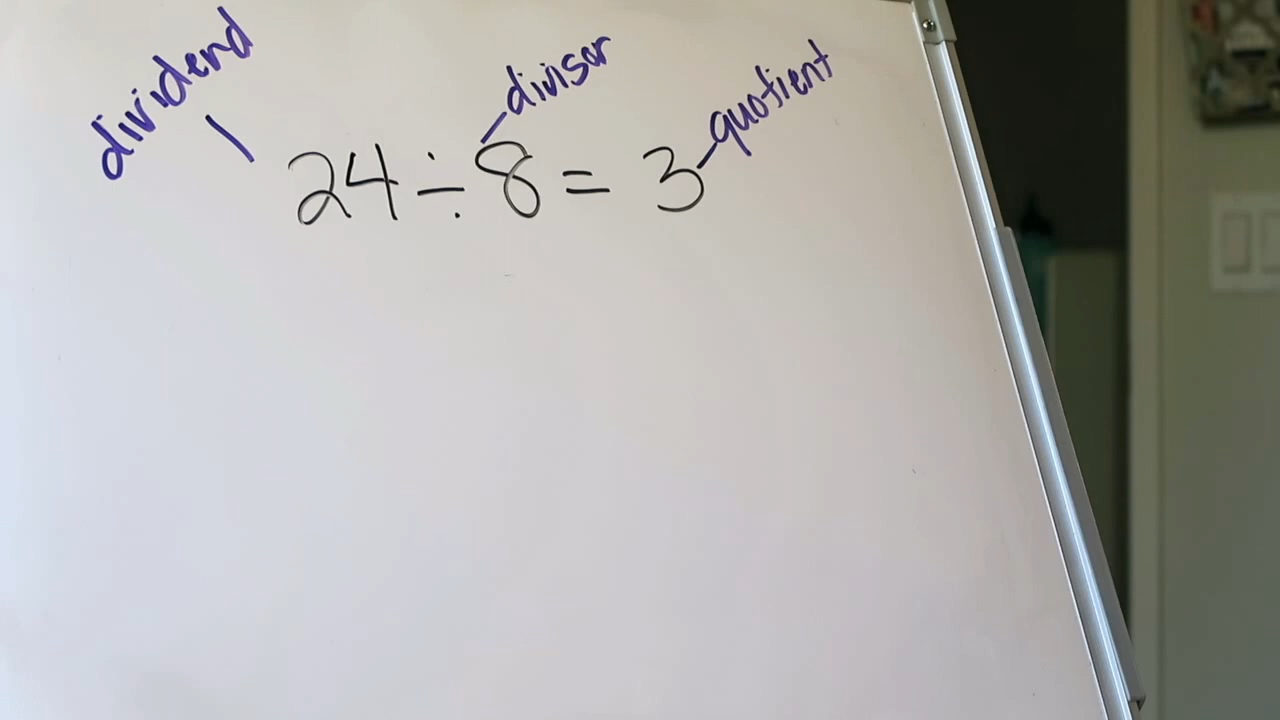 dividend
divisor
quotient
24 ÷ 8 = 3